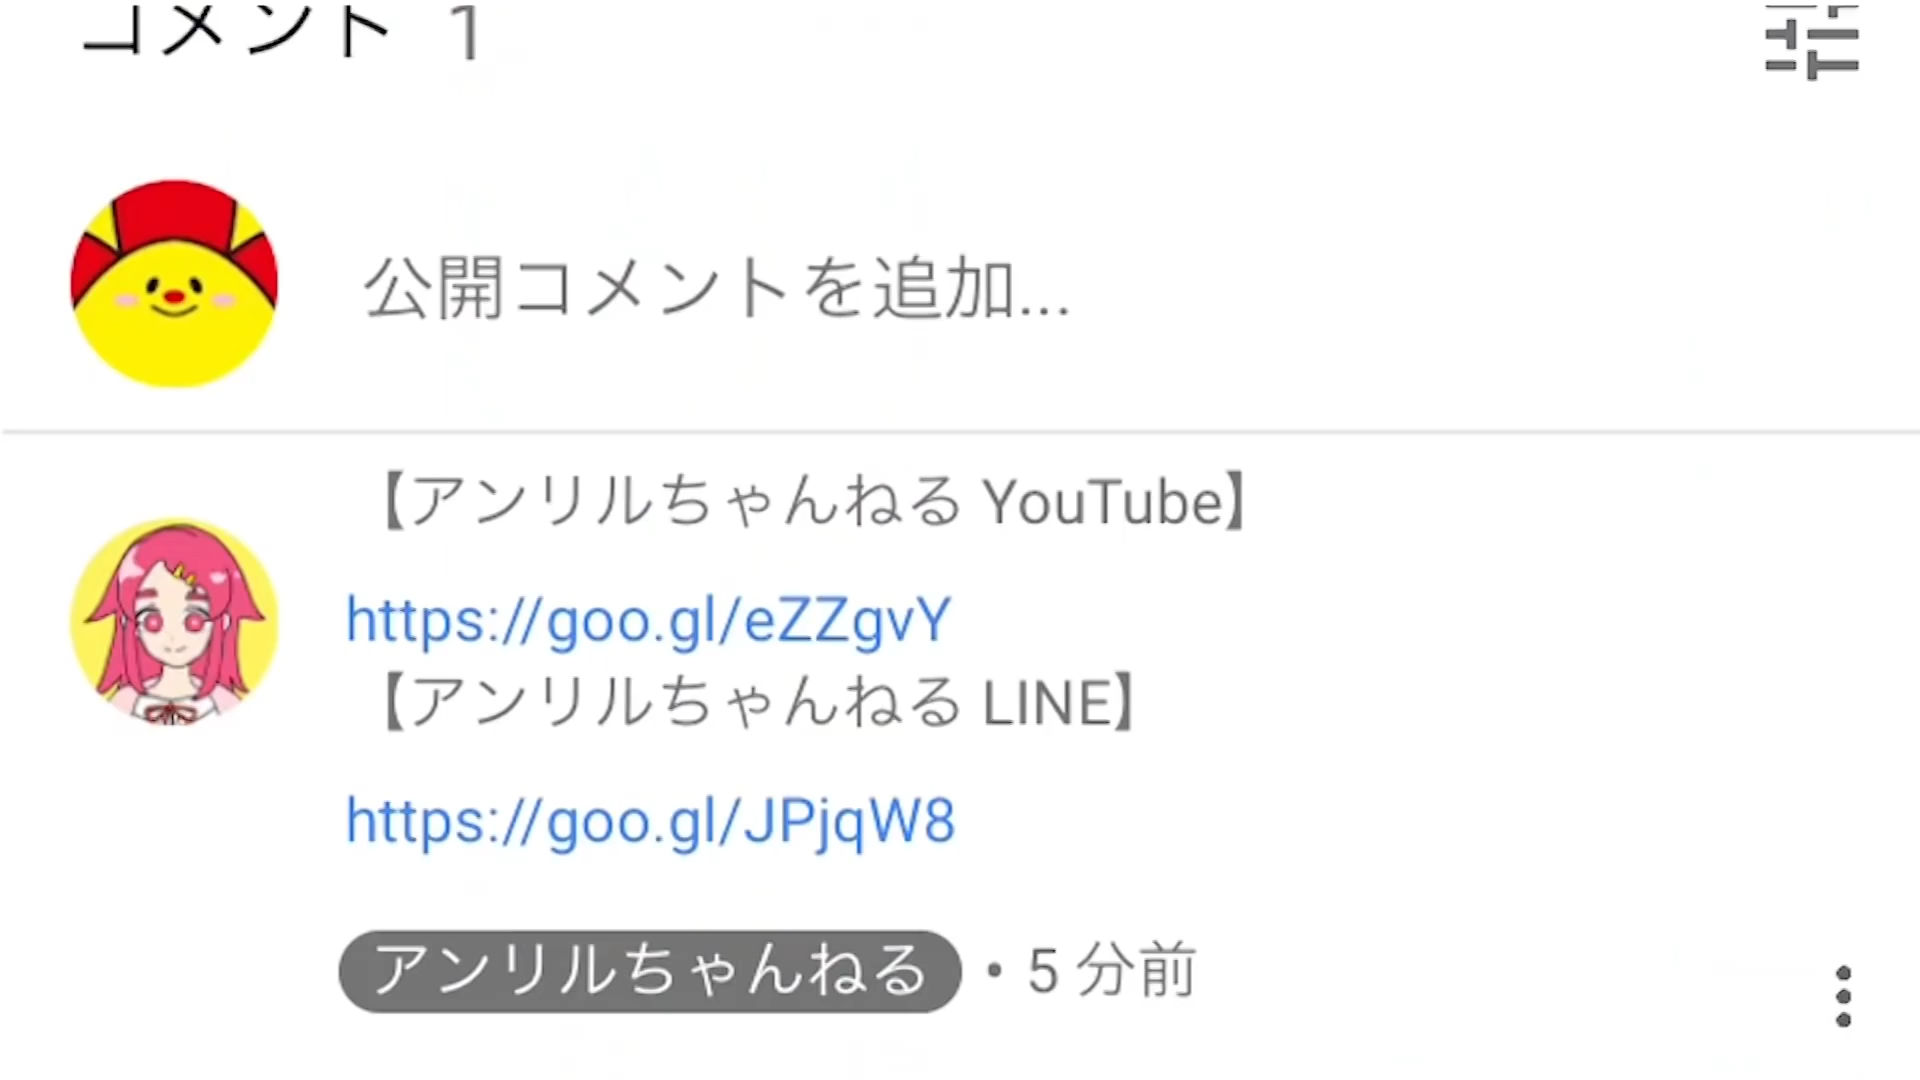 コメント 1
公開コメントを追加...
【アンリルちゃんねる YouTube】
https://goo.gl/eZZgvY
【アンリルちゃんねる LINE】
https://goo.gl/JPjqW8
アンリルちゃんねる • 5 分前